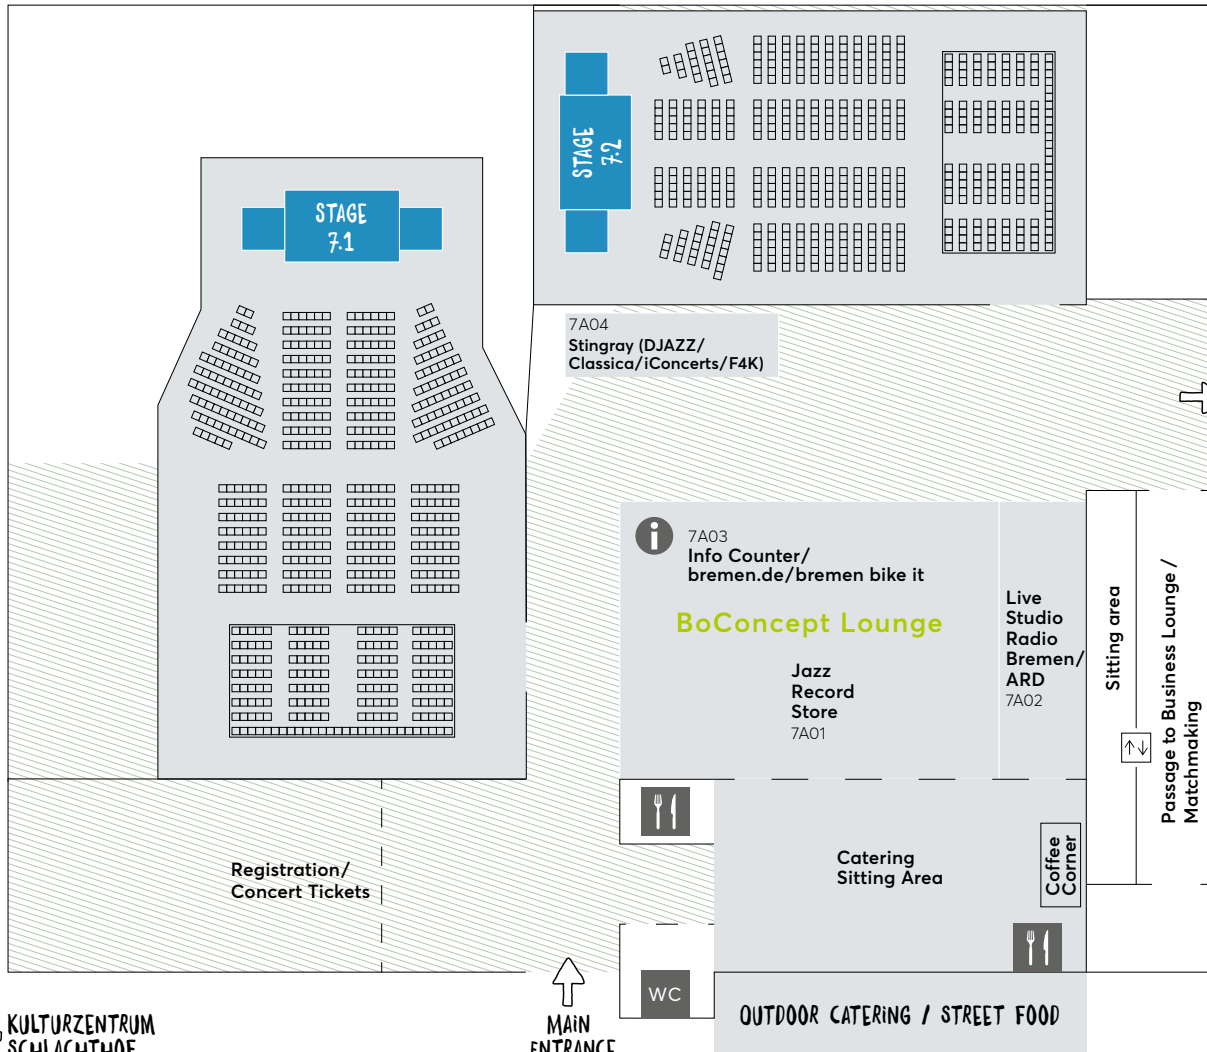 STAGE
7.2
STAGE
7.1
7A04
Stingray (DJAZZ/
Classica/iConcerts/F4K)
i
7A03
Info Counter/
bremen.de/bremen bike it
BoConcept Lounge
Jazz
Record
Store
7A01
Live
Studio
Radio
Bremen/
ARD
7A02
Sitting area
Passage to Business Lounge /
Matchmaking
Registration/
Concert Tickets
Catering
Sitting Area
Coffee
Corner
WC
OUTDOOR CATERING / STREET FOOD
KULTURZENTRUM
SCHLACHTHOF
MAIN
ENTRANCE